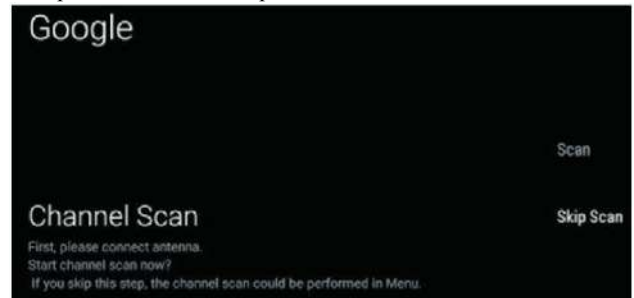 Google
Scan
Channel Scan
Skip Scan
First, please connect antenna.
Start channel scan now?
If you skip this step, the channel scan could be performed in Menu.